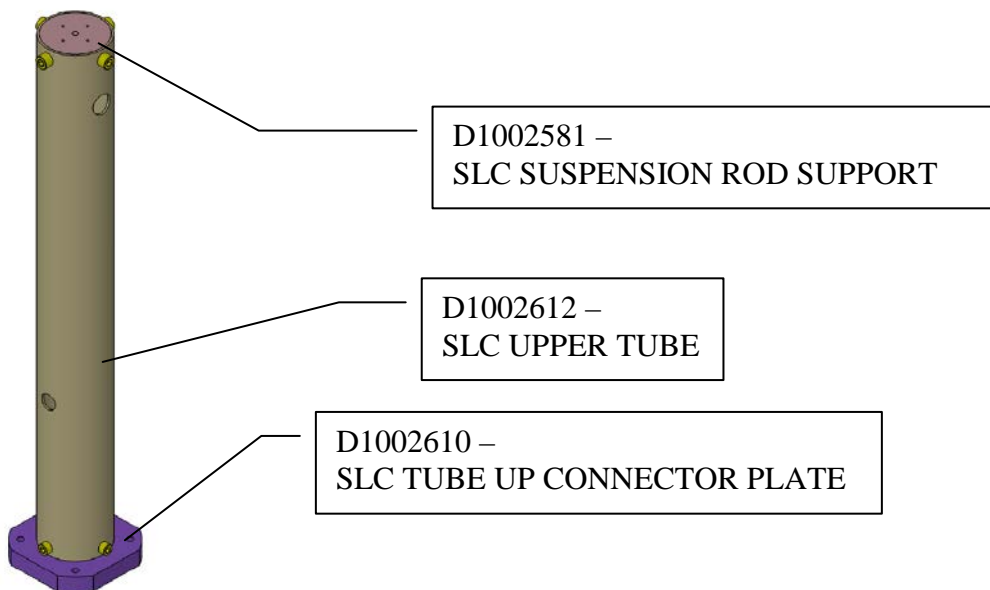 D1002581 –
SLC SUSPENSION ROD SUPPORT
D1002612 –
SLC UPPER TUBE
D1002610 –
SLC TUBE UP CONNECTOR PLATE